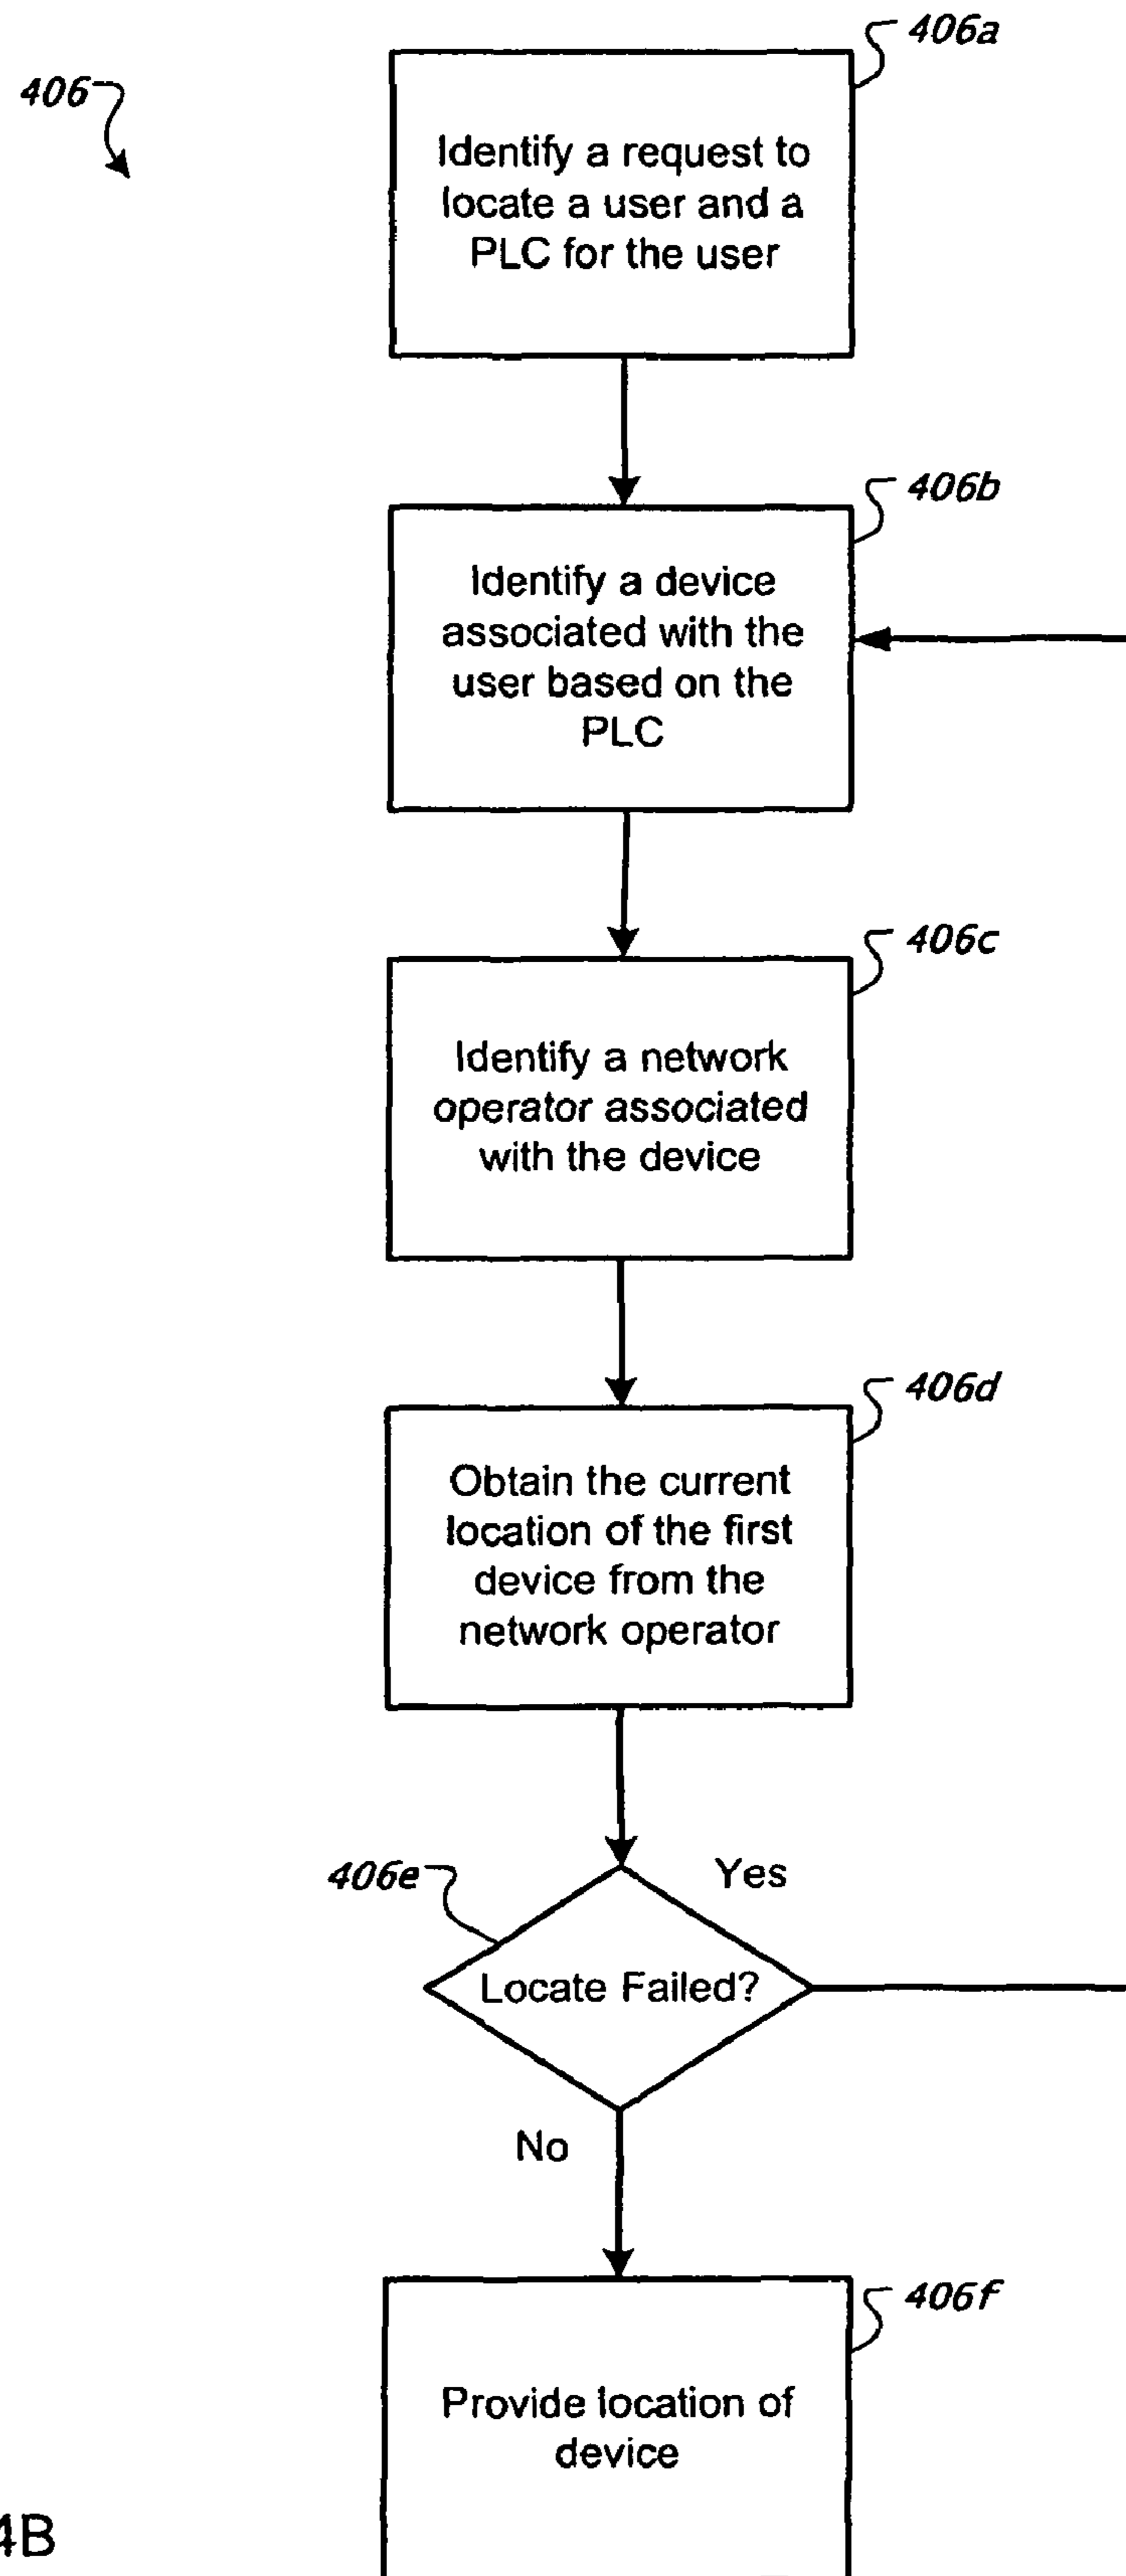 406
406a
Identify a request to
locate a user and a
PLC for the user
406b
Identify a device
associated with the
user based on the
PLC
406c
Identify a network
operator associated
with the device
406d
Obtain the current
location of the first
device from the
network operator
406e
Yes
Locate Failed?
No
406f
Provide location of
device
4B